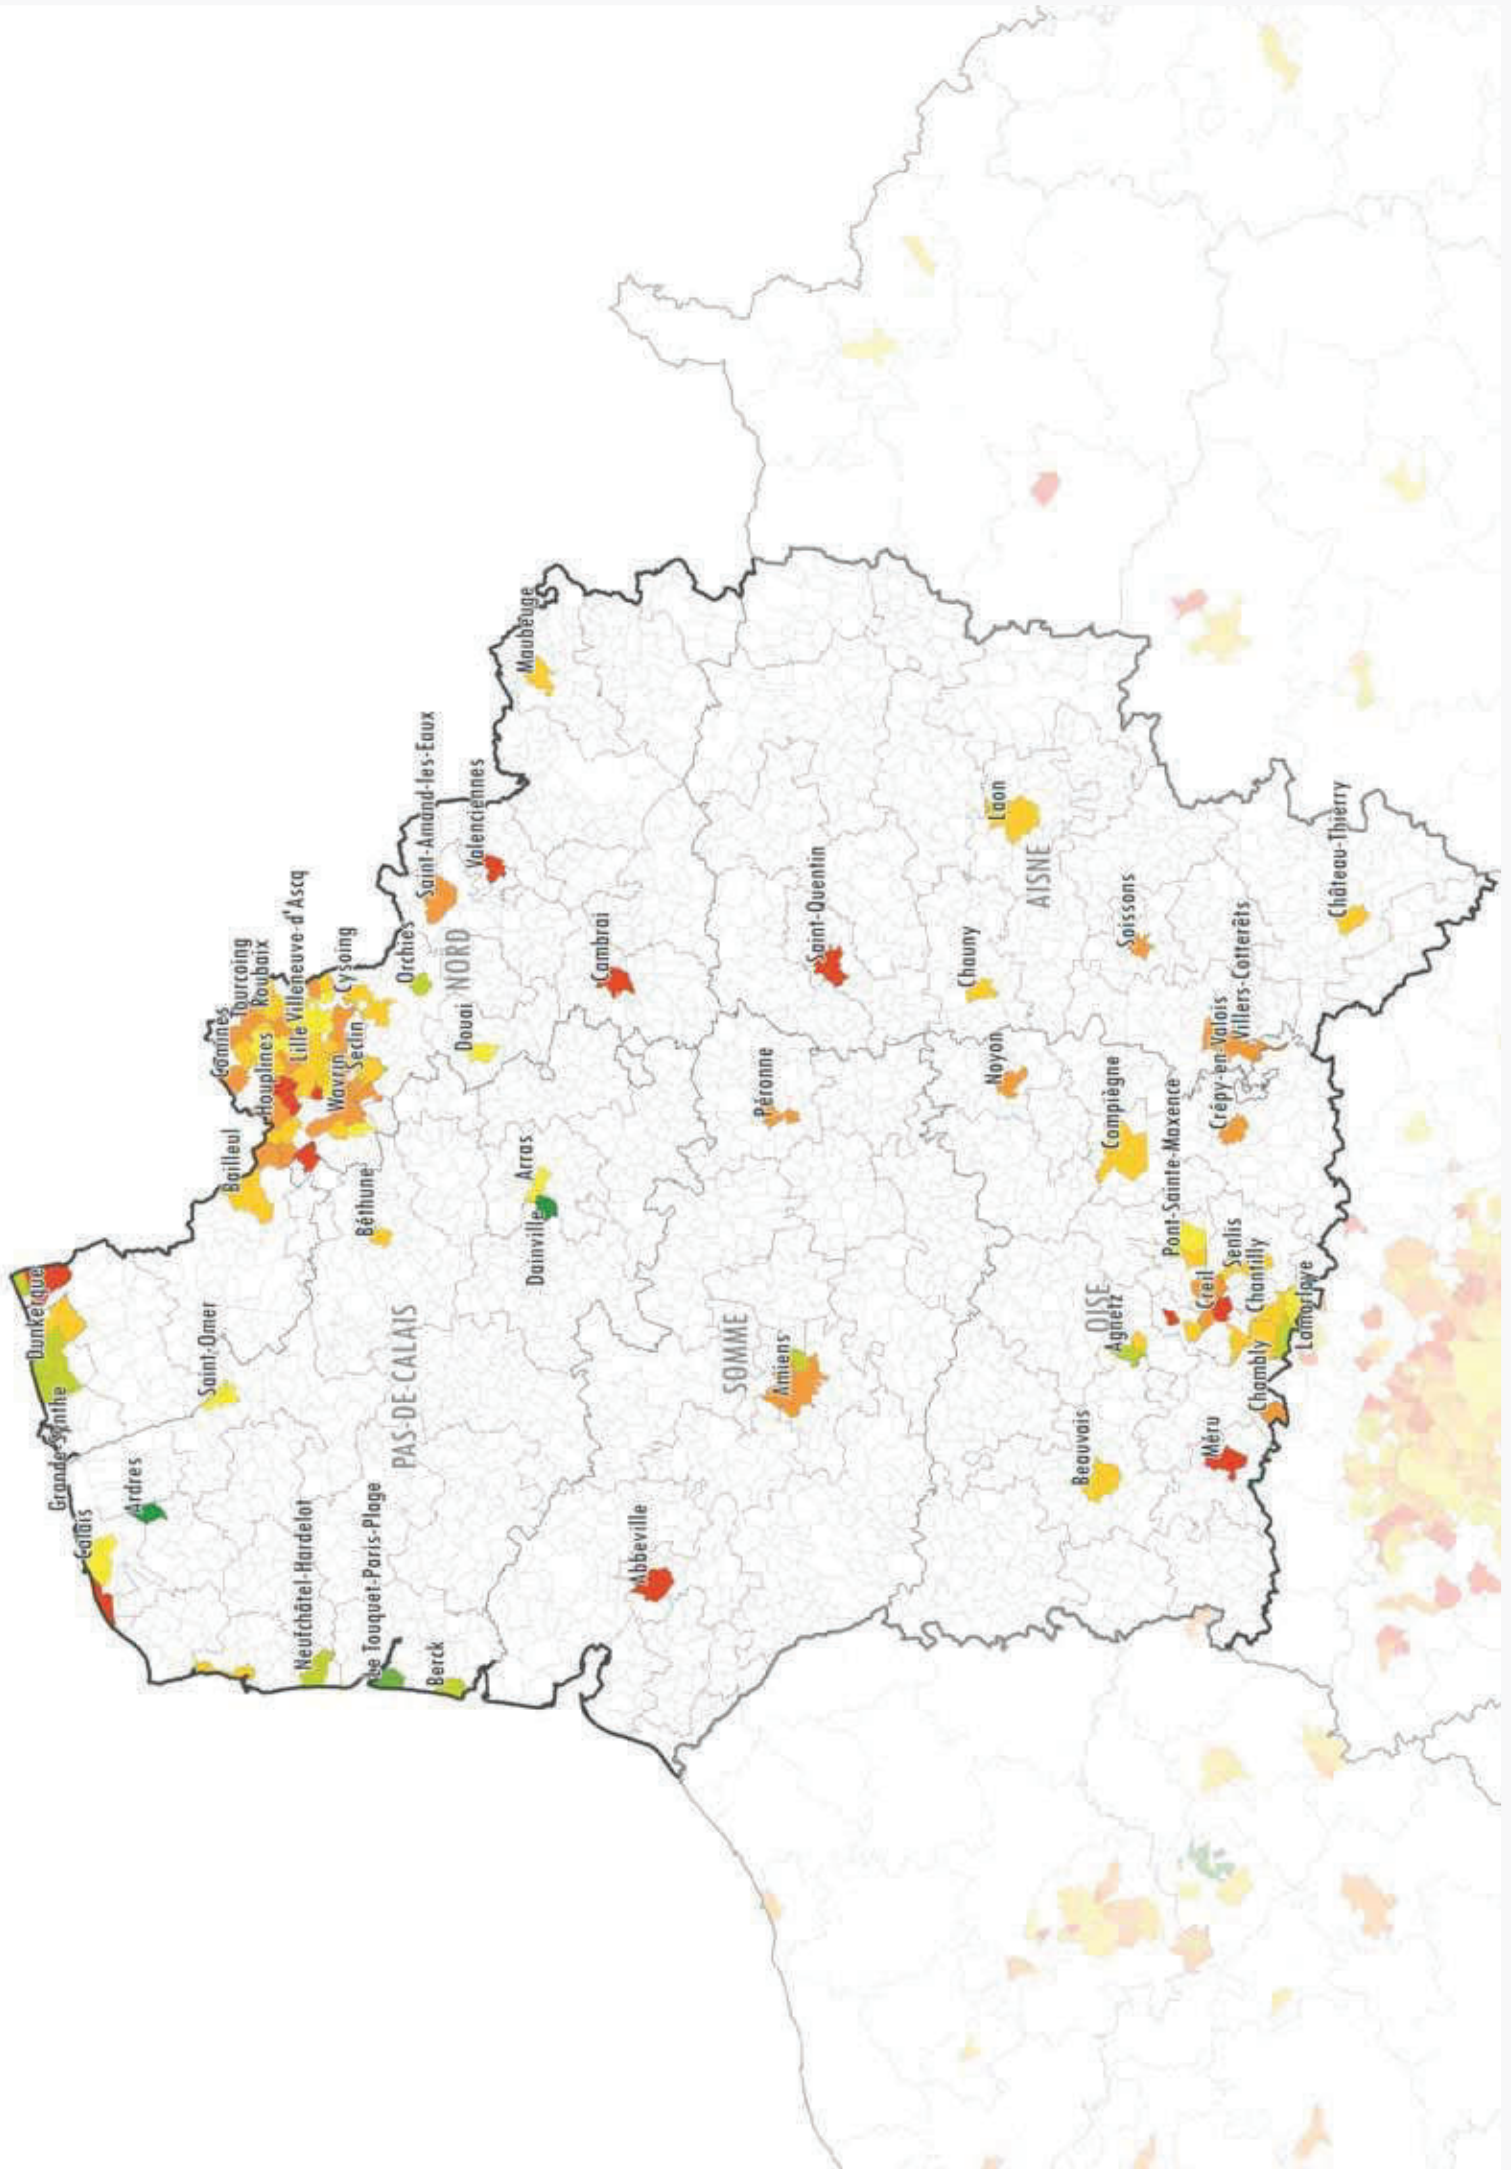 Dunkerque
Grande-Synthe
Calais
Ardres
Saint-Omer
Neufchâtel-Hardelot
Le Touquet-Paris-Plage
Berck
PAS-DE-CALAIS
Bailleul
Béthune
Comines
Tourcoing
Roubaix
Houplines
Lille
Villeneuve-d'Ascq
Wavrin
Seclin
Cysoing
Orchies
Saint-Amand-les-Eaux
Valenciennes
NORD
Douai
Arras
Dainville
Cambrai
Maubeuge
Abbeville
SOMME
Amiens
Péronne
Saint-Quentin
Chauny
Laon
AISNE
Soissons
Villers-Cotterêts
Château-Thierry
Noyon
Compiègne
Crépy-en-Valois
Pont-Sainte-Maxence
Senlis
Creil
Chantilly
Lamorlaye
OISE
Agnetz
Chambly
Beauvais
Méru